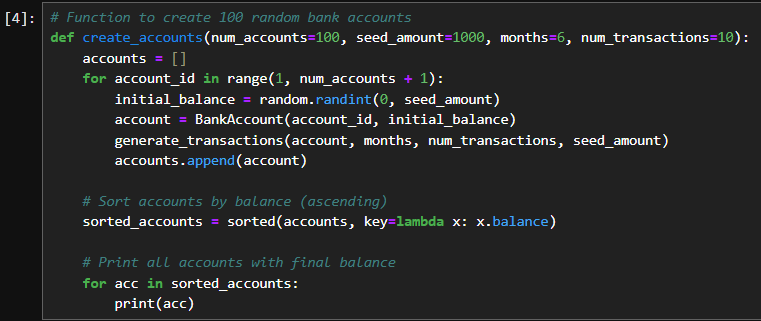 [4]: # Function to create 100 random bank accounts
def create_accounts(num_accounts=100, seed_amount=1000, months=6, num_transactions=10):
    accounts = []
    for account_id in range(1, num_accounts + 1):
        initial_balance = random.randint(0, seed_amount)
        account = BankAccount(account_id, initial_balance)
        generate_transactions(account, months, num_transactions, seed_amount)
        accounts.append(account)

    # Sort accounts by balance (ascending)
    sorted_accounts = sorted(accounts, key=lambda x: x.balance)

    # Print all accounts with final balance
    for acc in sorted_accounts:
        print(acc)